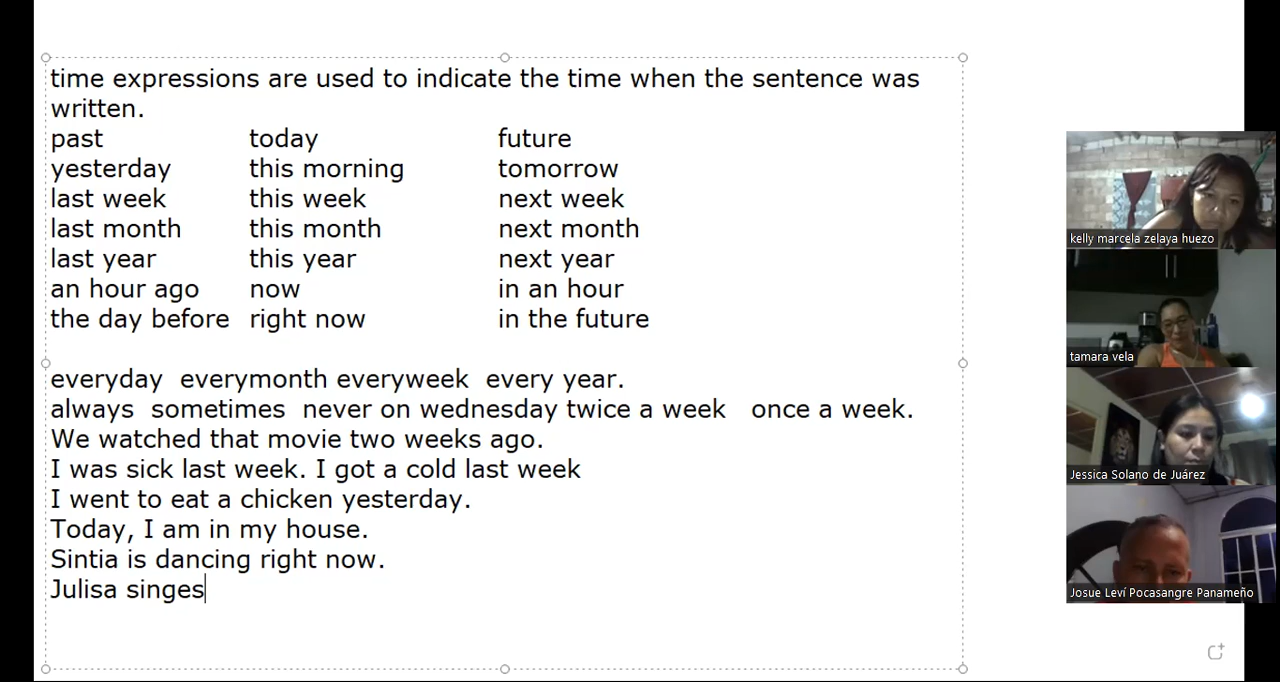 time expressions are used to indicate the time when the sentence was
written.
past today future
yesterday this morning tomorrow
last week this week next week
last month this month next month
last year this year next year
an hour ago now in an hour
the day before right now in the future
everyday everymonth everyweek every year.
always sometimes never on wednesday twice a week once a week.
We watched that movie two weeks ago.
I was sick last week. I got a cold last week
I went to eat a chicken yesterday.
Today, I am in my house.
Sintia is dancing right now.
Julisa singes
kelly marcela zelaya huezo
tamara vela
Jessica Solano de Juárez
Josue Leví Pocasangre Panameño